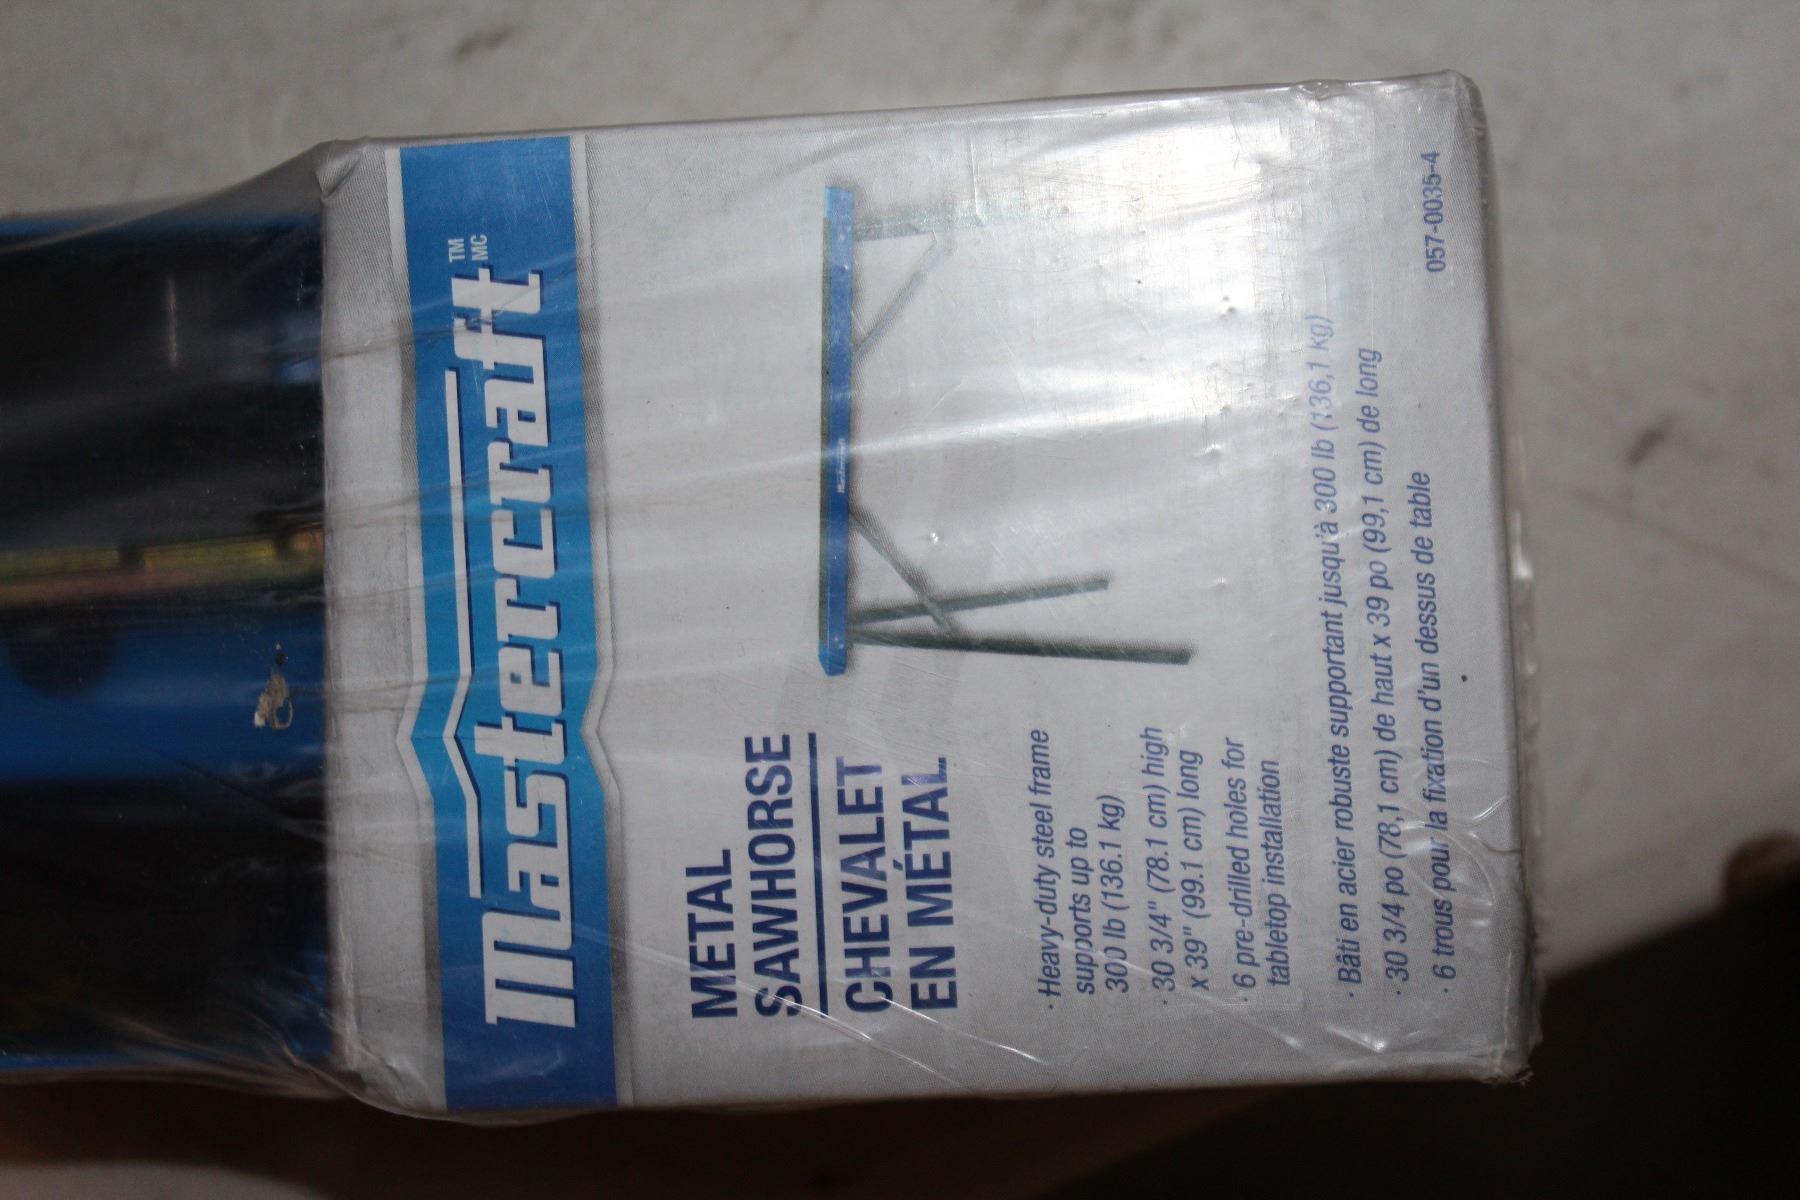 Mastercraft
TM
MC
METAL
SAWHORSE
CHEVALET
EN MÉTAL
· Heavy-duty steel frame
supports up to
300 lb (136.1 kg)
· 30 3/4" (78.1 cm) high
x 39" (99.1 cm) long
· 6 pre-drilled holes for
tabletop installation
· Bâti en acier robuste supportant jusqu'à 300 lb (136,1 kg)
· 30 3/4 po (78,1 cm) de haut x 39 po (99,1 cm) de long
· 6 trous pour la fixation d'un dessus de table
057-0035-4
Mastercraft